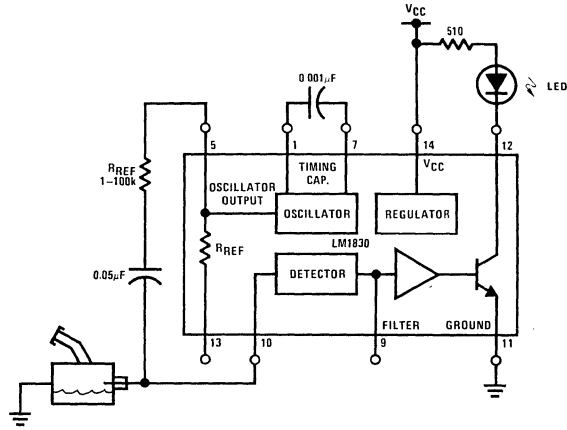 VCC
510
LED
0 001µF
5
1
7
14
12
RREF
1–100k
TIMING
CAP.
VCC
OSCILLATOR
OUTPUT
OSCILLATOR
REGULATOR
RREF
LM1830
DETECTOR
0.05µF
FILTER
GROUND
13
10
9
11